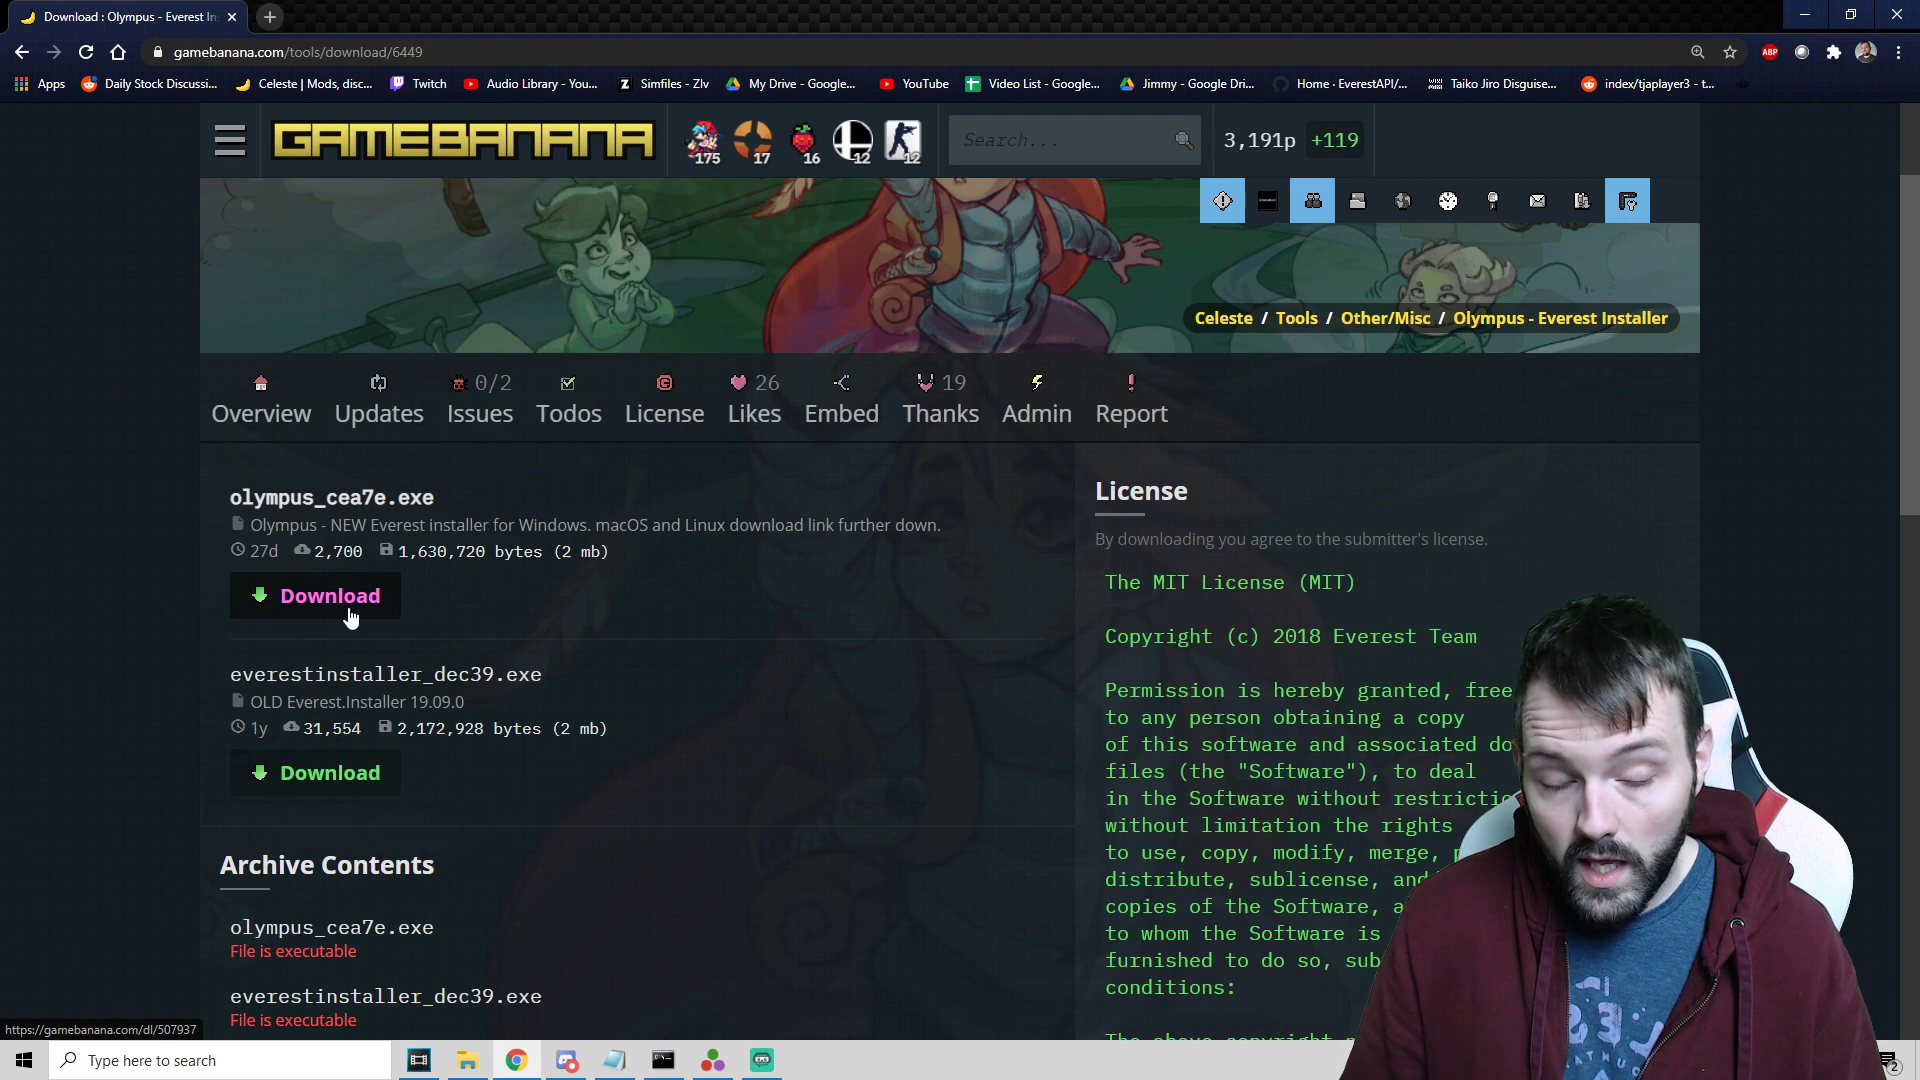 Download : Olympus - Everest In
gamebanana.com/tools/download/6449
ABP
Apps
Daily Stock Discussi...
Celeste | Mods, disc...
Twitch
Audio Library - You...
Simfiles - ZIv
My Drive - Google...
YouTube
Video List - Google...
Jimmy - Google Dri...
Home · EverestAPI/...
Taiko Jiro Disguise...
index/tjaplayer3 - t...
GAMEBANANA
175
17
16
12
12
Search...
3,191p +119
Celeste / Tools / Other/Misc / Olympus - Everest Installer
0/2
26
19
Overview
Updates
Issues
Todos
License
Likes
Embed
Thanks
Admin
Report
olympus_cea7e.exe
Olympus - NEW Everest installer for Windows. macOS and Linux download link further down.
27d 2,700 1,630,720 bytes (2 mb)
Download
everestinstaller_dec39.exe
OLD Everest.Installer 19.09.0
1y 31,554 2,172,928 bytes (2 mb)
Download
Archive Contents
olympus_cea7e.exe
File is executable
everestinstaller_dec39.exe
File is executable
License
By downloading you agree to the submitter's license.
The MIT License (MIT)
Copyright (c) 2018 Everest Team
Permission is hereby granted, free
to any person obtaining a copy
of this software and associated do
files (the "Software"), to deal
in the Software without restrictio
without limitation the rights
to use, copy, modify, merge, p
distribute, sublicense, and
copies of the Software, a
to whom the Software is
furnished to do so, sub
conditions:
The above copyright
https://gamebanana.com/dl/507937
Type here to search
2